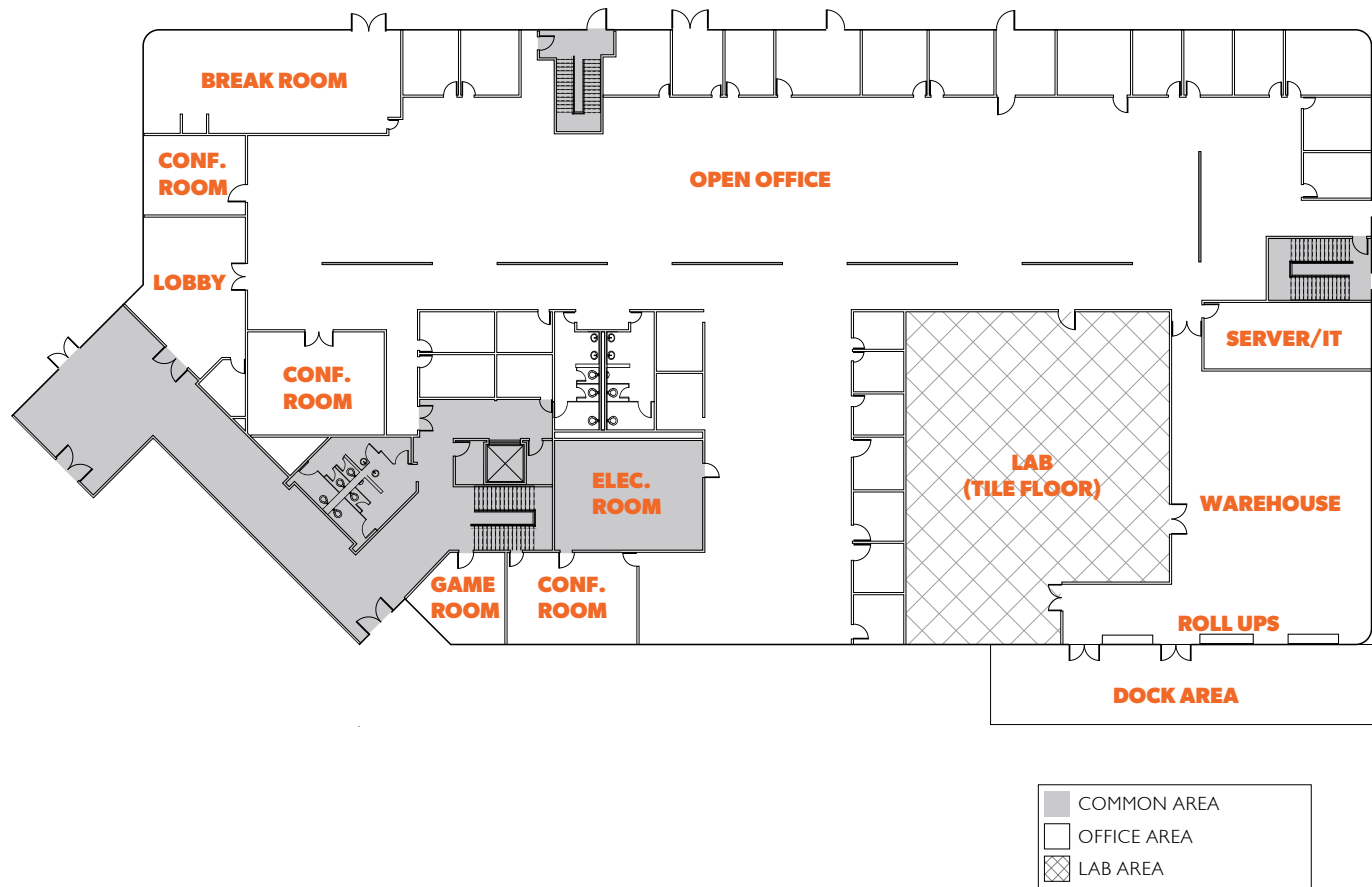 BREAK ROOM
CONF.
ROOM
OPEN OFFICE
LOBBY
SERVER/IT
CONF.
ROOM
LAB
(TILE FLOOR)
ELEC.
ROOM
WAREHOUSE
GAME
ROOM
CONF.
ROOM
ROLL UPS
DOCK AREA
COMMON AREA
OFFICE AREA
LAB AREA